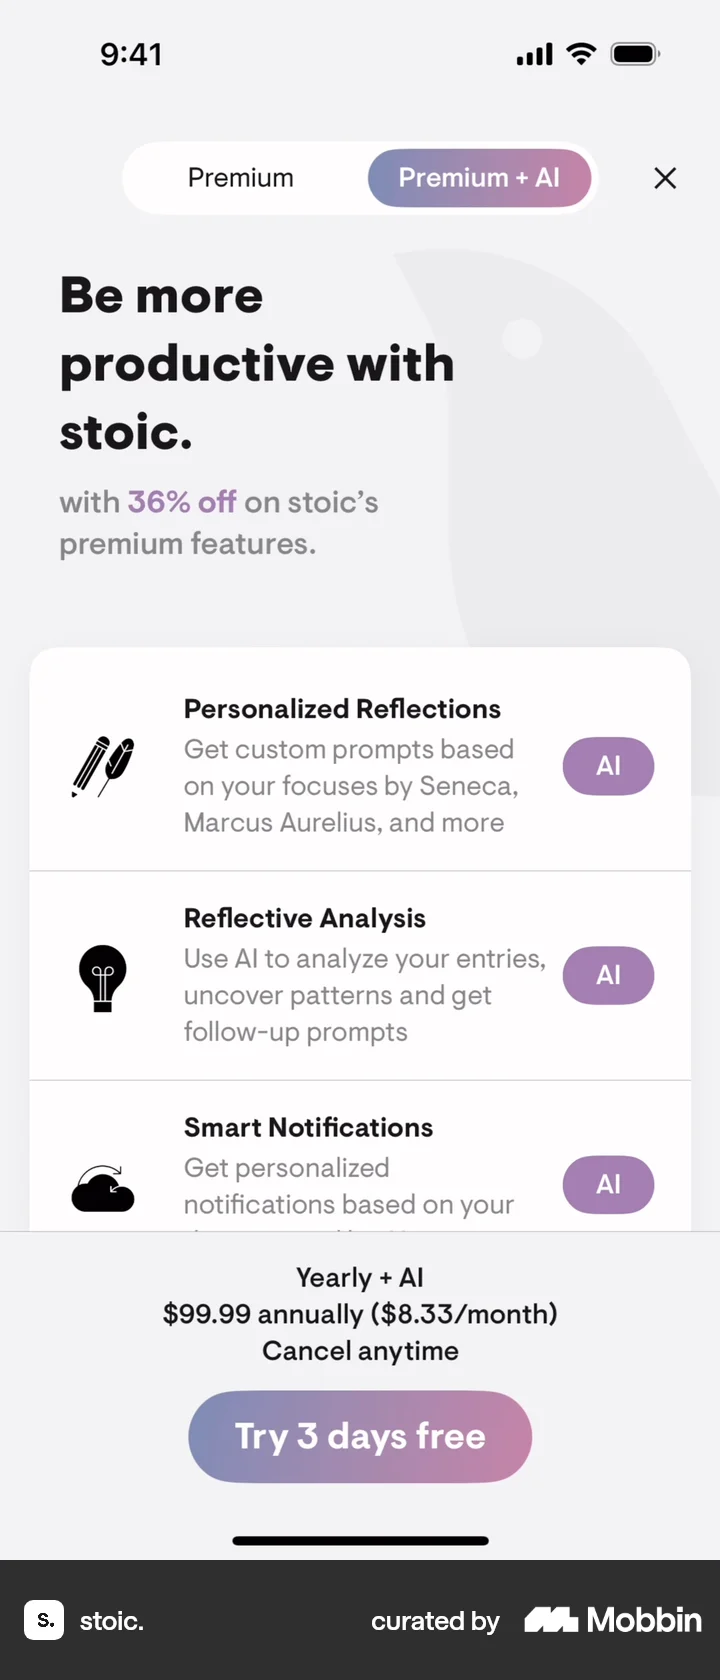 9:41
Premium
Premium + AI
Be more
productive with
stoic.
with 36% off on stoic’s
premium features.
Personalized Reflections
Get custom prompts based
on your focuses by Seneca,
Marcus Aurelius, and more
AI
Reflective Analysis
Use AI to analyze your entries,
uncover patterns and get
follow-up prompts
AI
Smart Notifications
Get personalized
notifications based on your
AI
Yearly + AI
$99.99 annually ($8.33/month)
Cancel anytime
Try 3 days free
s. stoic.
curated by Mobbin